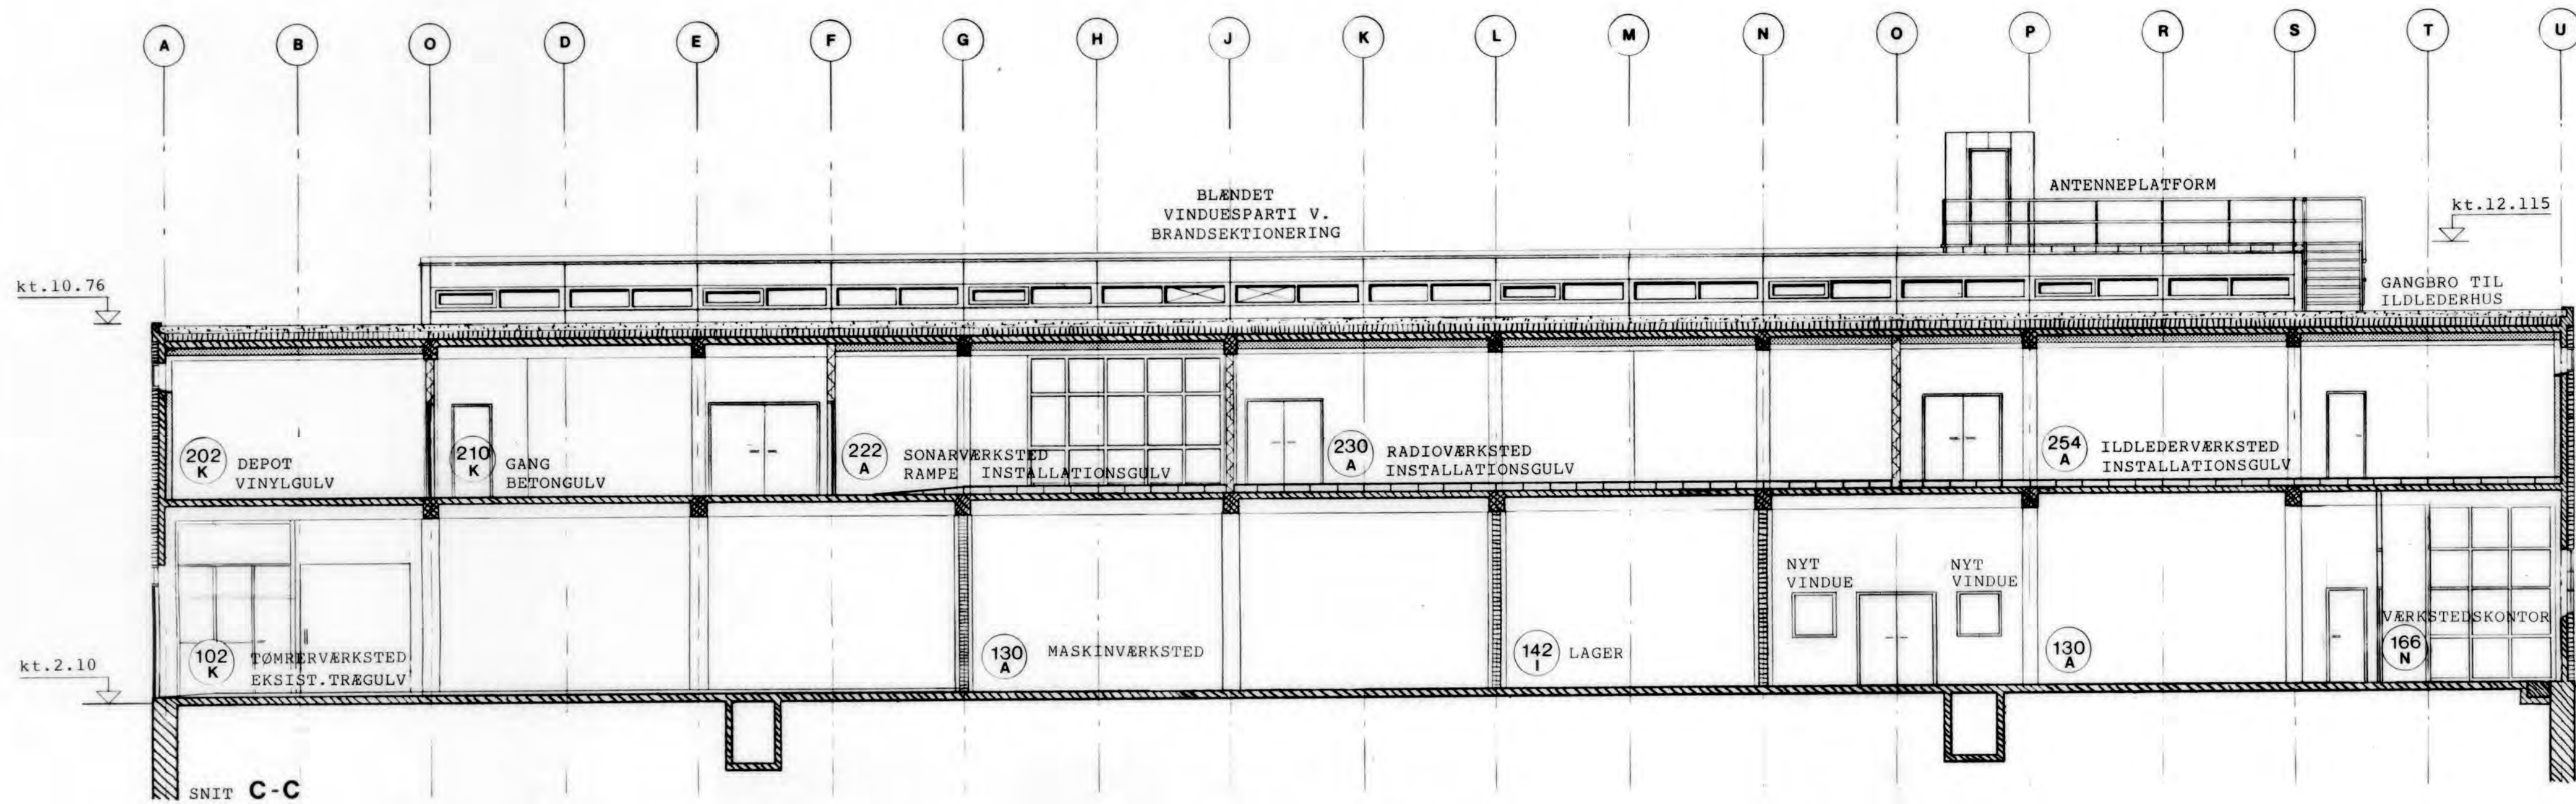 A B O D E F G H J K L M N O P R S T U
BLÆNDET
VINDUESPARTI V.
BRANDSEKTIONERING
ANTENNEPLATFORM
kt.12.115
kt.10.76
GANGBRO TIL
ILDLEDERHUS
202
K
DEPOT
VINYLGULV
210
K
GANG
BETONGULV
222
A
SONARVÆRKSTED
RAMPE INSTALLATIONSGULV
230
A
RADIOVÆRKSTED
INSTALLATIONSGULV
254
A
ILDLEDERVÆRKSTED
INSTALLATIONSGULV
NYT
VINDUE
NYT
VINDUE
kt.2.10
102
K
TØMRERVÆRKSTED
EKSIST.TRÆGULV
130
A
MASKINVÆRKSTED
142
I
LAGER
130
A
VÆRKSTEDSKONTOR
166
N
SNIT C-C